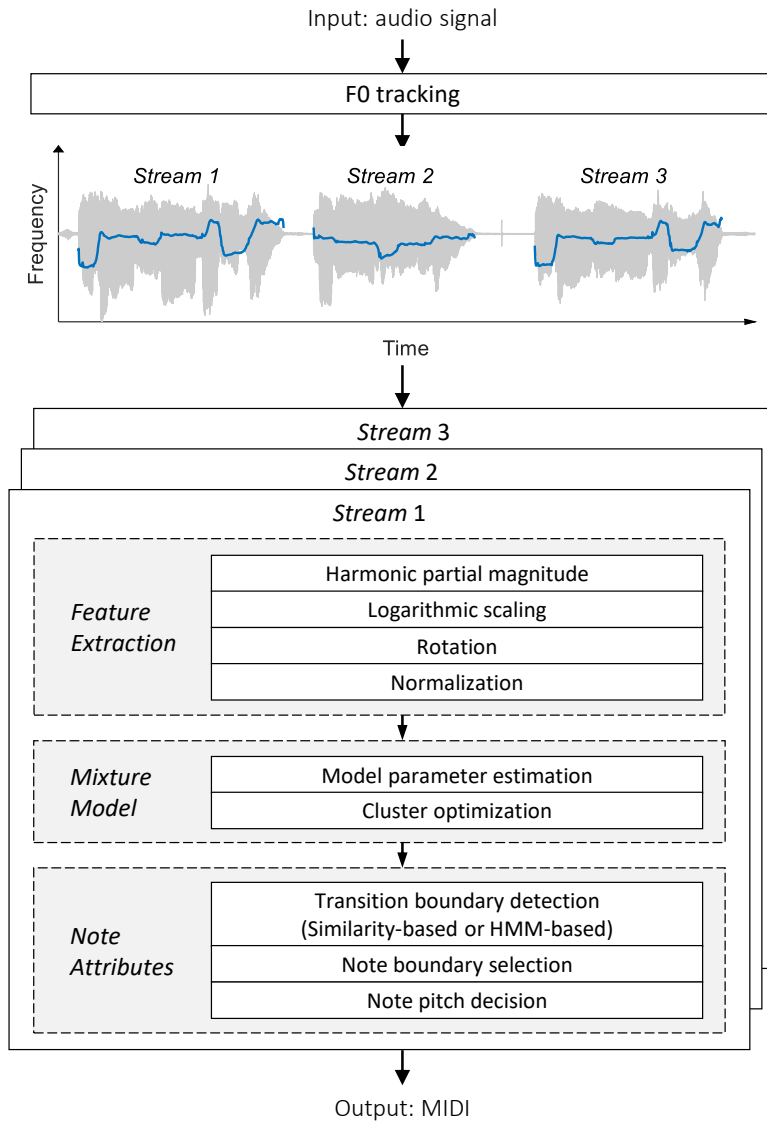 Input: audio signal
F0 tracking
Stream 1
Stream 2
Stream 3
Frequency
Time
Stream 3
Stream 2
Stream 1
Feature
Extraction
Harmonic partial magnitude
Logarithmic scaling
Rotation
Normalization
Mixture
Model
Model parameter estimation
Cluster optimization
Note
Attributes
Transition boundary detection
(Similarity-based or HMM-based)
Note boundary selection
Note pitch decision
Output: MIDI